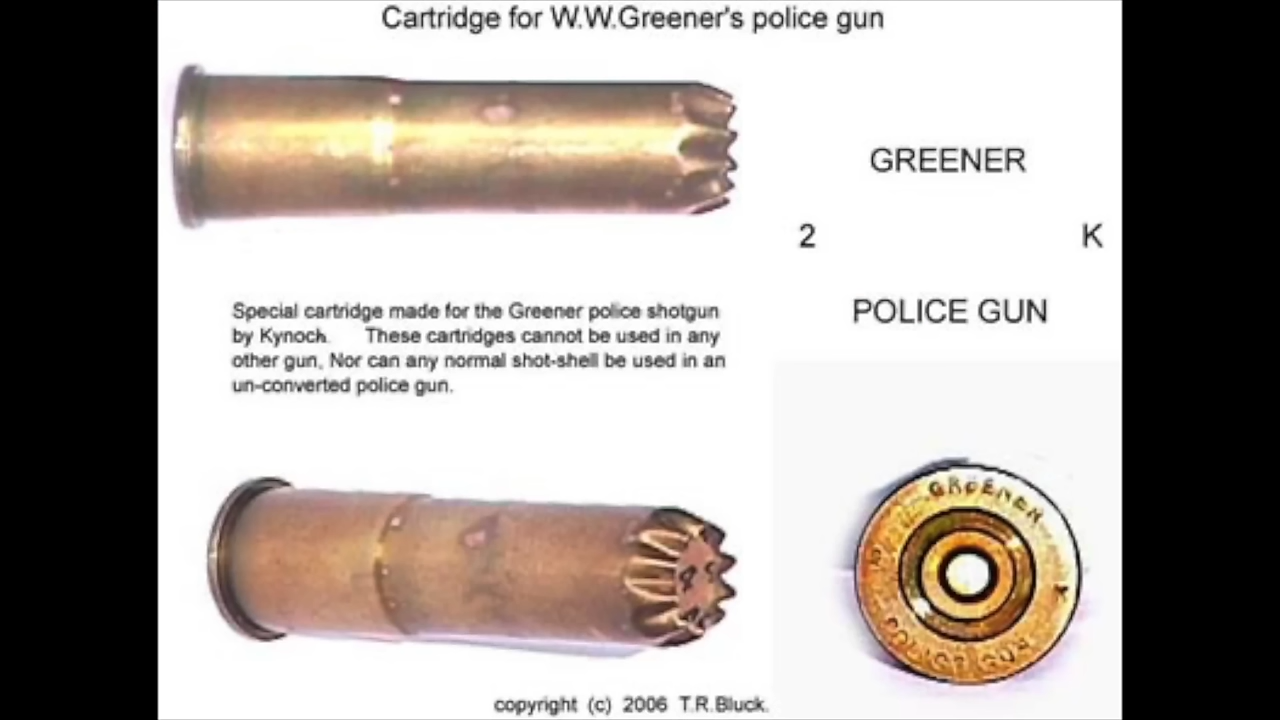 Cartridge for W.W.Greener's police gun
GREENER
2 K
POLICE GUN
Special cartridge made for the Greener police shotgun
by Kynoch. These cartridges cannot be used in any
other gun, Nor can any normal shot-shell be used in an
un-converted police gun.
GREENER
K
POLICE GUN
copyright (c) 2006 T.R.Bluck.